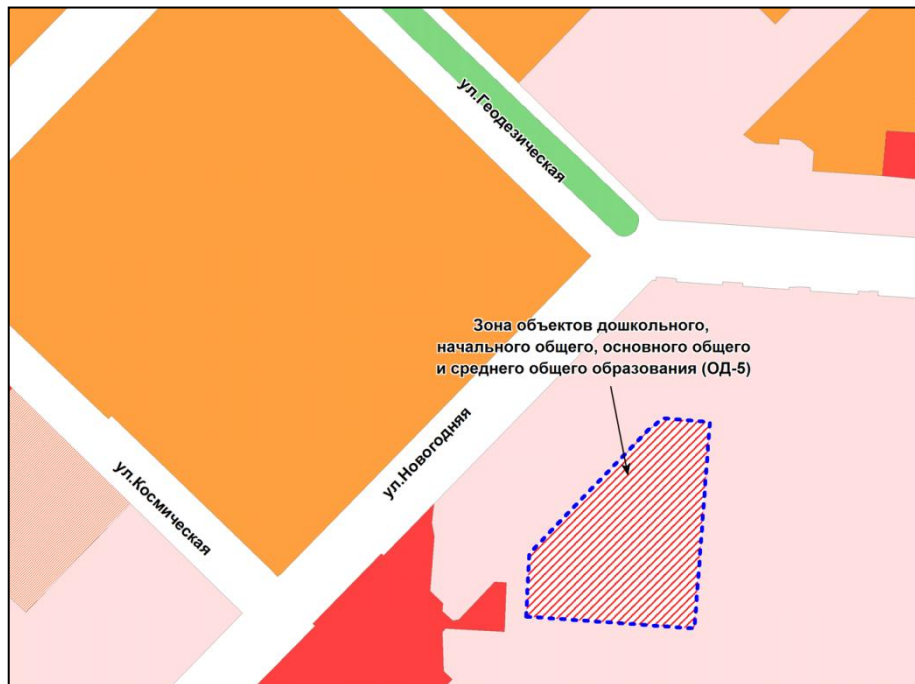 ул.Геодезическая
Зона объектов дошкольного,
начального общего, основного общего
и среднего общего образования (ОД-5)
ул.Новогодняя
ул.Космическая